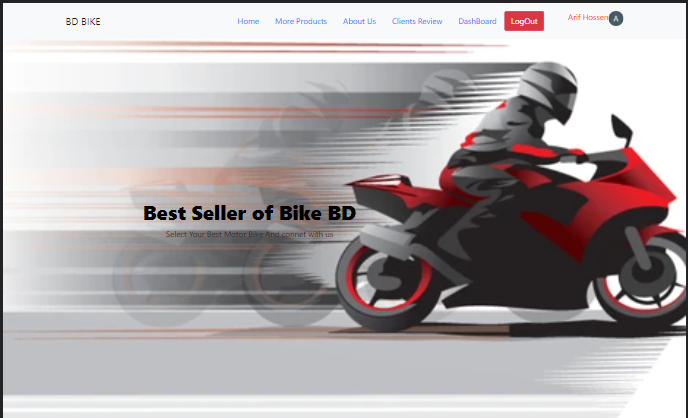 BD BIKE Home More Products BD Us Clients Review DashBoard LogOut Arif Hossen A
Best Seller of Bike BD
Select Your Best Motor Bike And connet with us